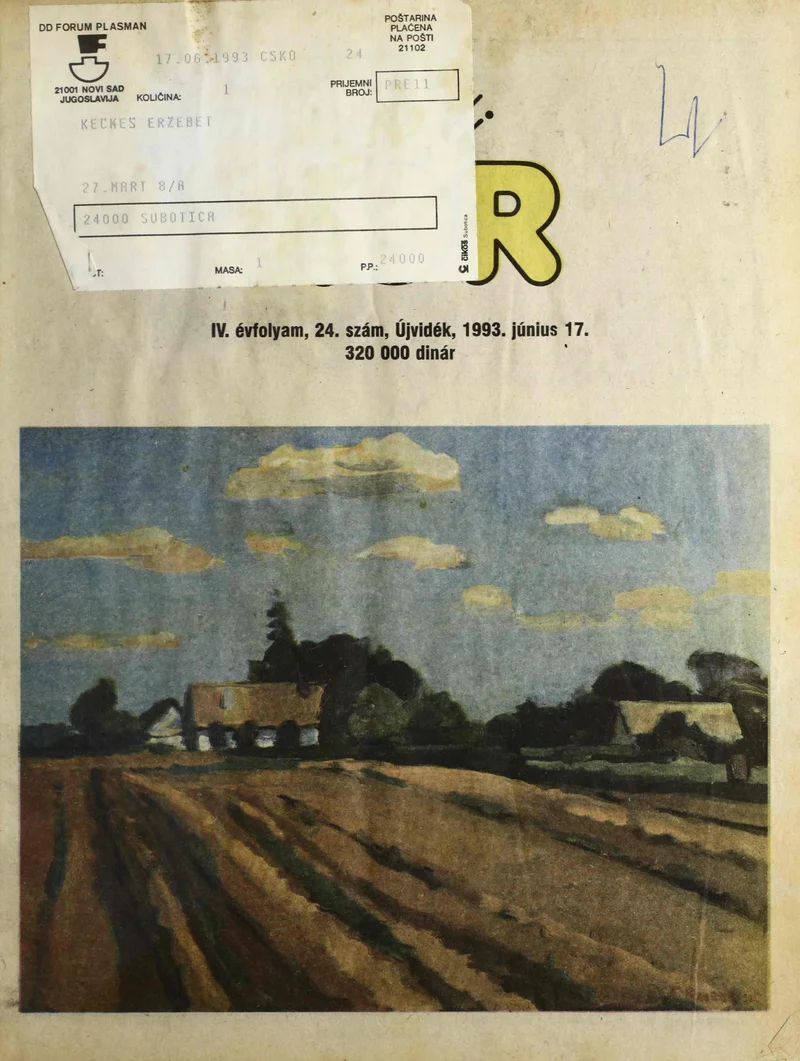 DD FORUM PLASMAN
POŠTARINA
PLAĆENA
NA POŠTI
21102
17.06.1993 CSKO 24
21001 NOVI SAD
JUGOSLAVIJA
KOLIČINA: 1
PRIJEMNI
BROJ: PRE11
KECKES ERZEBET
27.MART 8/A
24000 SUBOTICA
MASA: 1
P.P.: 24000
čikoš Subotica
R
IV. évfolyam, 24. szám, Újvidék, 1993. június 17.
320 000 dinár